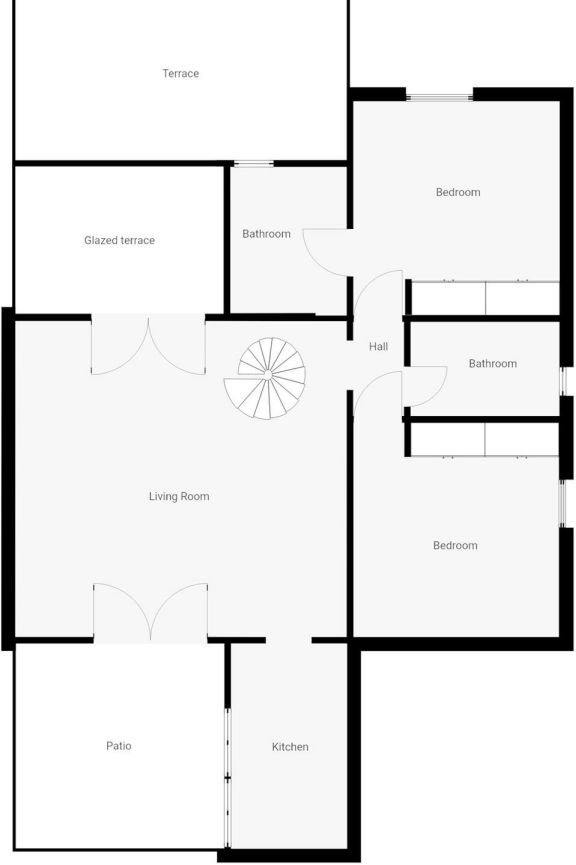 Terrace
Bedroom
Bathroom
Glazed terrace
Hall
Bathroom
Living Room
Bedroom
Patio
Kitchen